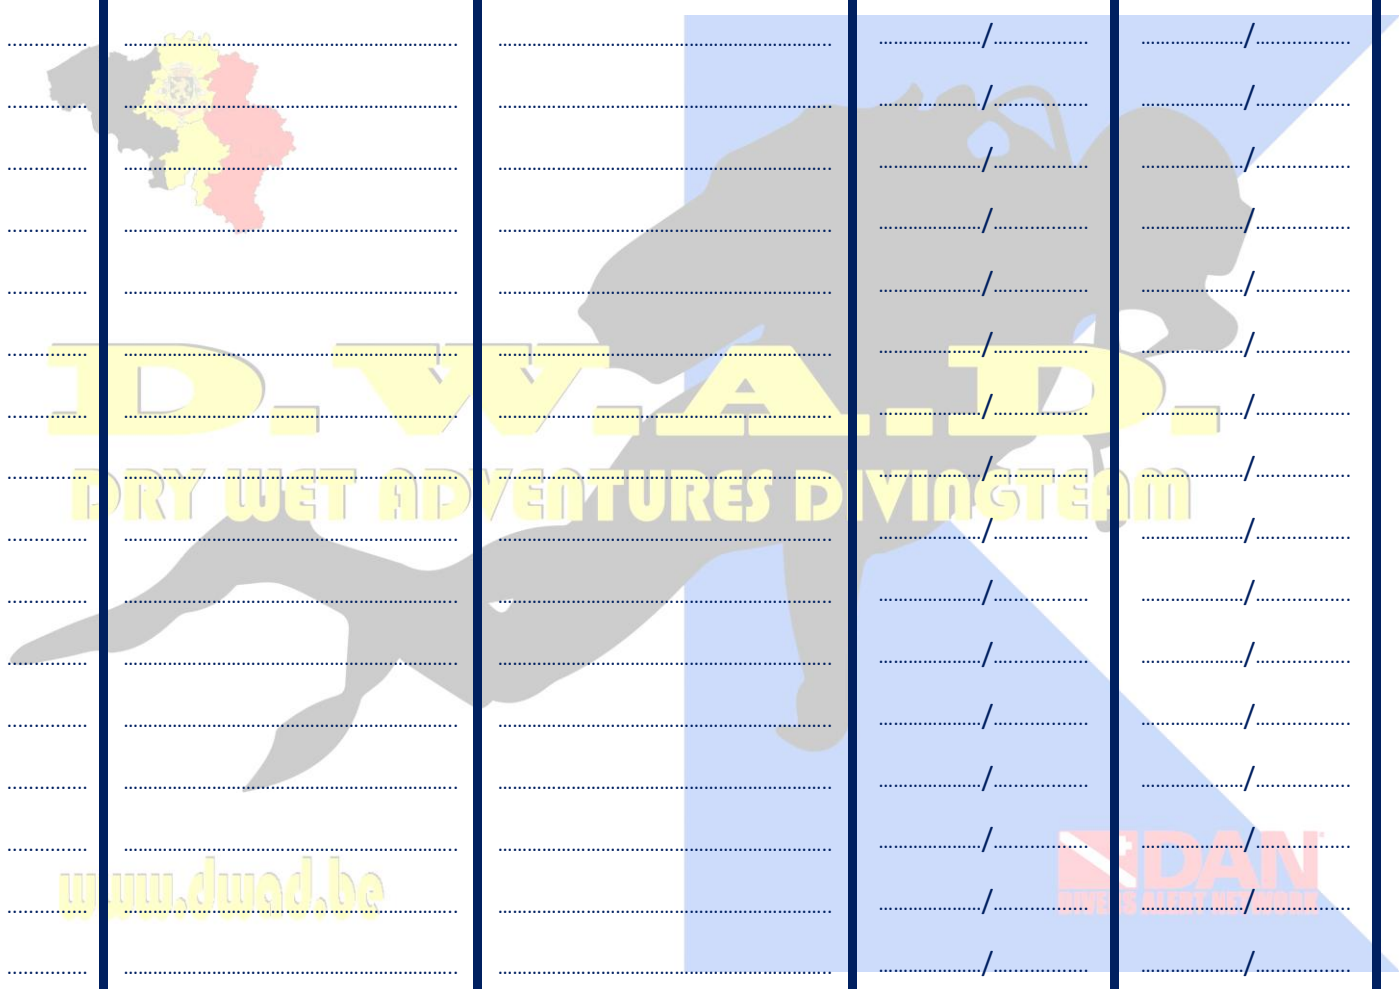 D.W.A.D.
DRY WET ADVENTURES DIVINGTEAM
www.dwad.be
DAN
DIVERS ALERT NETWORK